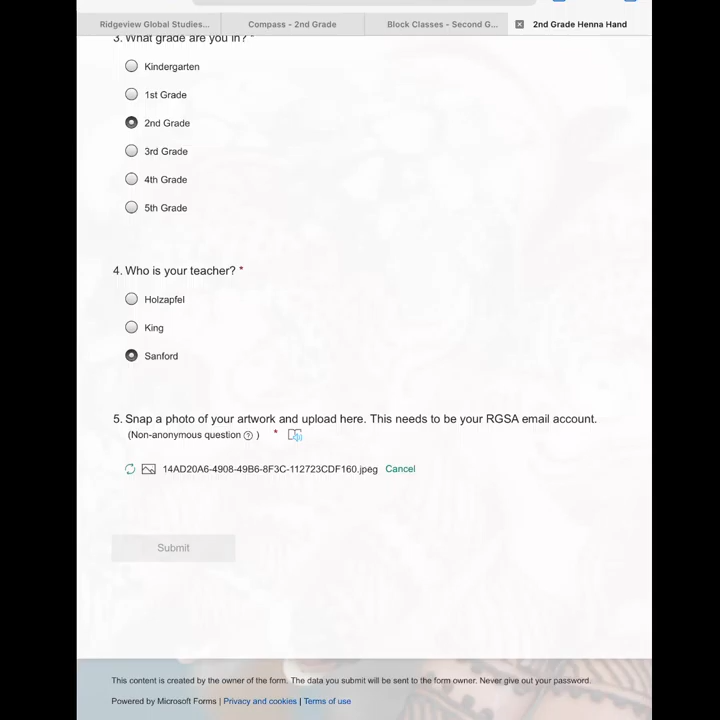 Ridgeview Global Studies...
Compass - 2nd Grade
Block Classes - Second G...
2nd Grade Henna Hand
3. What grade are you in? *
Kindergarten
1st Grade
2nd Grade
3rd Grade
4th Grade
5th Grade
4. Who is your teacher? *
Holzapfel
King
Sanford
5. Snap a photo of your artwork and upload here. This needs to be your RGSA email account.
(Non-anonymous question ? ) *
14AD20A6-4908-49B6-8F3C-112723CDF160.jpeg Cancel
Submit
This content is created by the owner of the form. The data you submit will be sent to the form owner. Never give out your password.
Powered by Microsoft Forms | Privacy and cookies | Terms of use